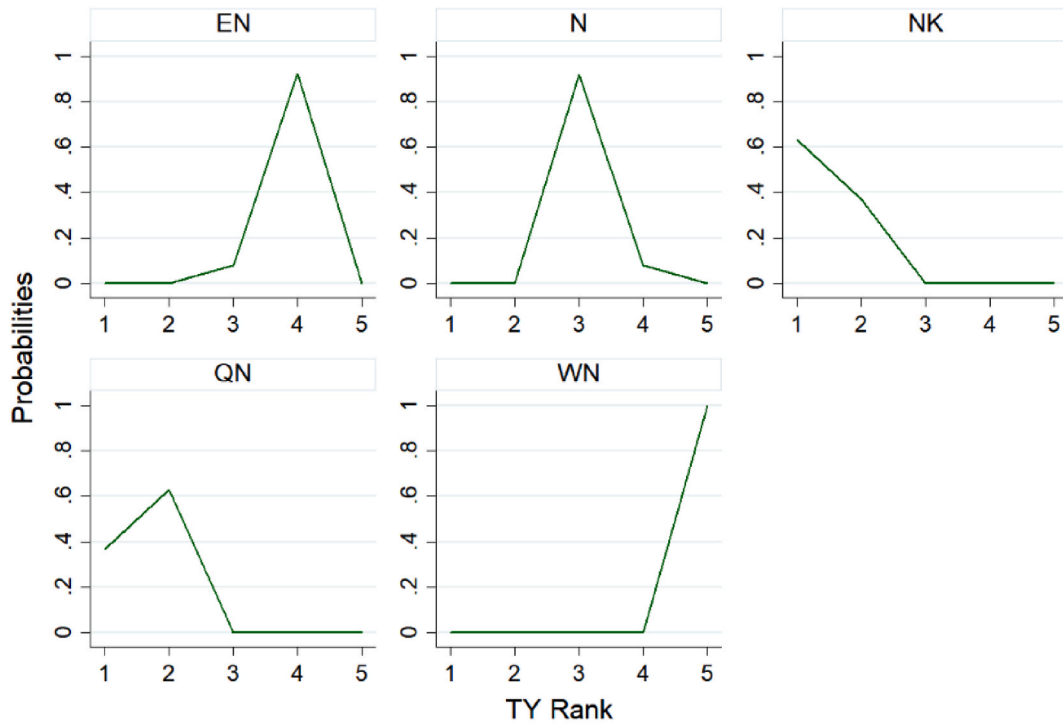 EN
N
NK
Probabilities
0 .2 .4 .6 .8 1
0 .2 .4 .6 .8 1
0 .2 .4 .6 .8 1
1 2 3 4 5
1 2 3 4 5
1 2 3 4 5
QN
WN
0 .2 .4 .6 .8 1
0 .2 .4 .6 .8 1
1 2 3 4 5
1 2 3 4 5
TY Rank